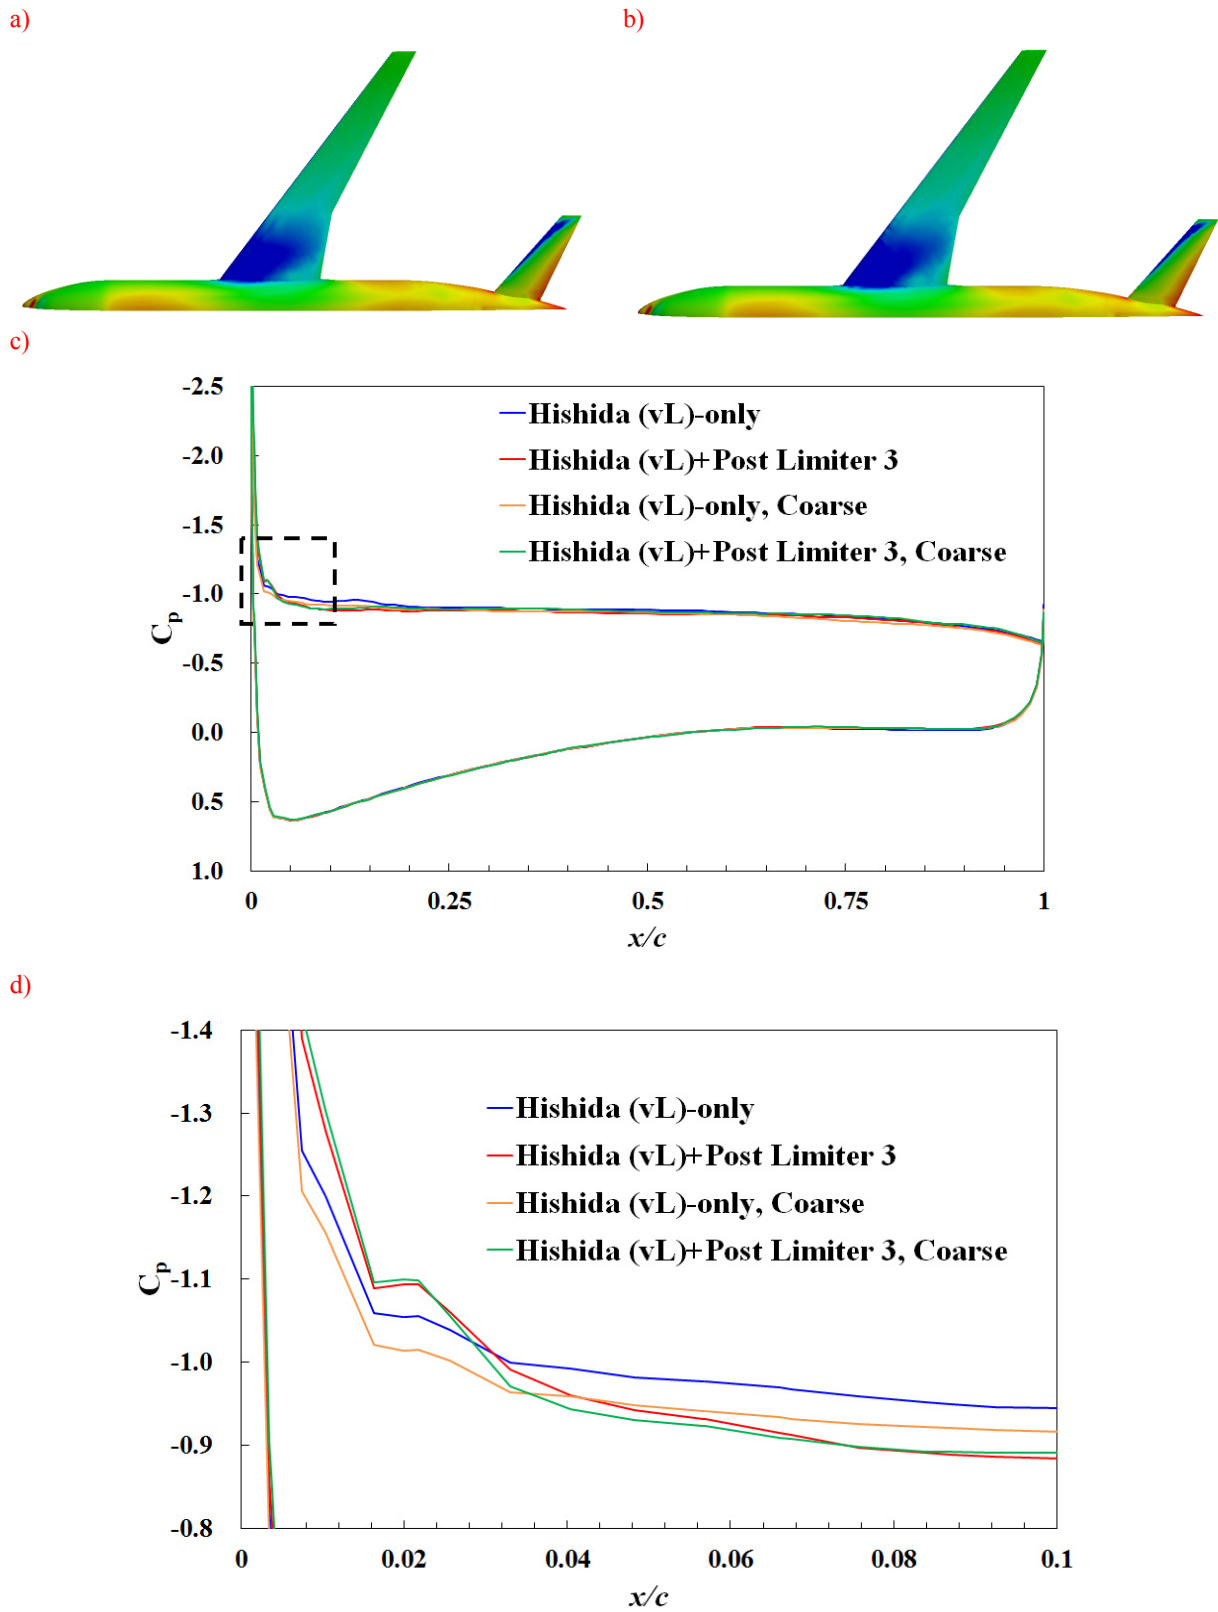 a)
b)
c)
-2.5
-2.0
-1.5
-1.0
-0.5
0.0
0.5
1.0
Cp
Hishida (vL)-only
Hishida (vL)+Post Limiter 3
Hishida (vL)-only, Coarse
Hishida (vL)+Post Limiter 3, Coarse
0 0.25 0.5 0.75 1
x/c
d)
-1.4
-1.3
-1.2
-1.1
-1.0
-0.9
-0.8
Cp
Hishida (vL)-only
Hishida (vL)+Post Limiter 3
Hishida (vL)-only, Coarse
Hishida (vL)+Post Limiter 3, Coarse
0 0.02 0.04 0.06 0.08 0.1
x/c